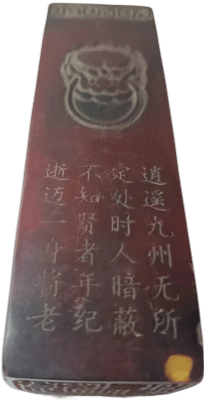 逍遥九州无所
定处时人暗蔽
不知贤者年纪
逝迈一身将老